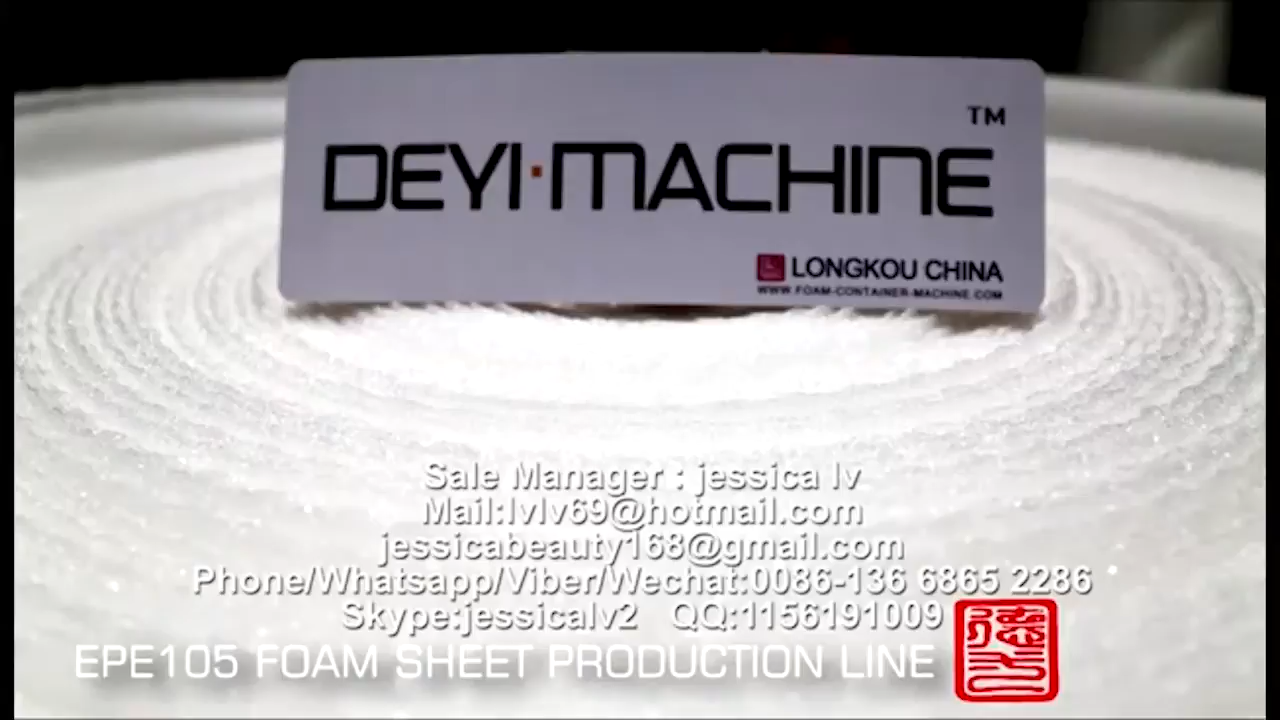 TM
DEYI·MACHINE
LONGKOU CHINA
WWW.FOAM-CONTAINER-MACHINE.COM
Sale Manager : jessica lv
Mail:lvlv69@hotmail.com
jessicabeauty168@gmail.com
Phone/Whatsapp/Viber/Wechat:0086-136 6865 2286
Skype:jessicalv2 QQ:1156191009
EPE105 FOAM SHEET PRODUCTION LINE